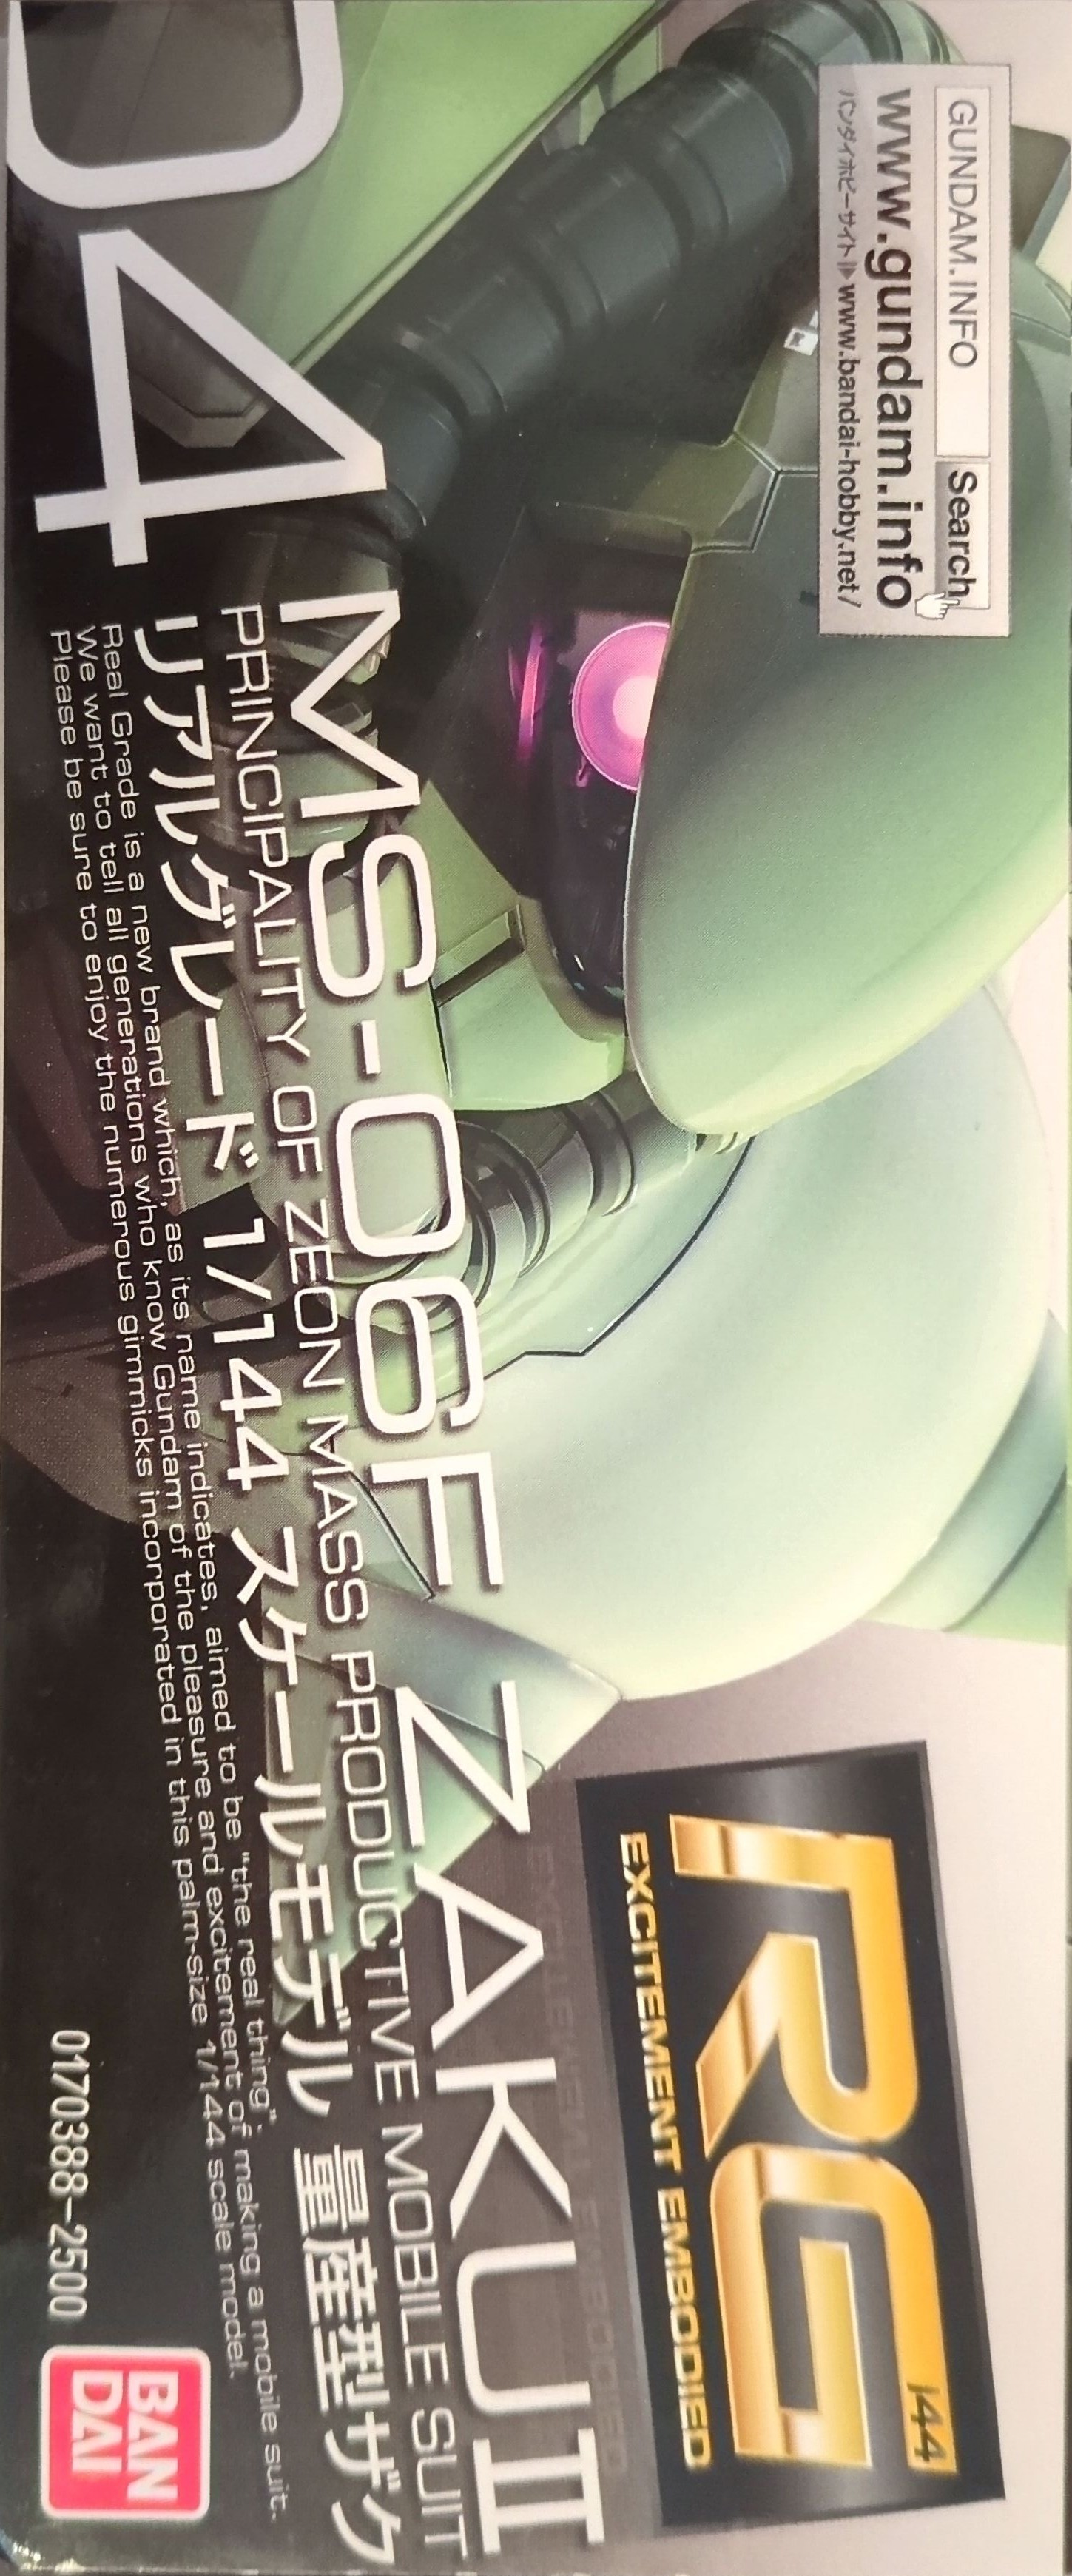 GUNDAM.INFO Search
www.gundam.info
バンダイホビーサイト www.bandai-hobby.net/
RG 144
EXCITEMENT EMBODIED
04
MS-06F ZAKUII
PRINCIPALITY OF ZEON MASS PRODUCTIVE MOBILE SUIT
リアルグレード 1/144 スケールモデル 量産型ザク
Real Grade is a new brand which, as its name indicates, aimed to be "the real thing".
We want to tell all generations who know Gundam of the pleasure and excitement of making a mobile suit.
Please be sure to enjoy the numerous gimmicks incorporated in this palm-size 1/144 scale model.
0170388-2500
BAN
DAI